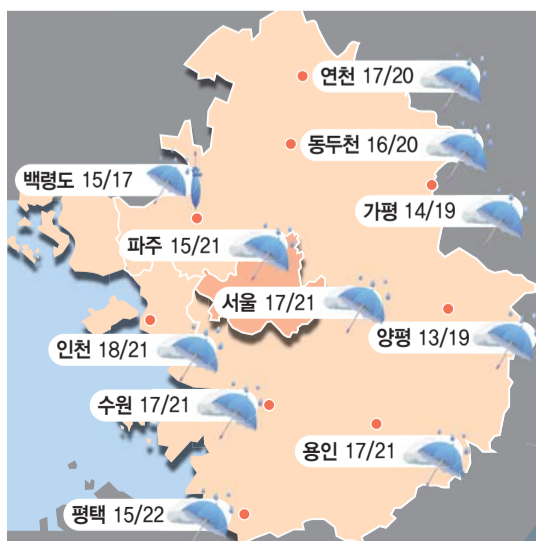 연천 17/20
동두천 16/20
백령도 15/17
가평 14/19
파주 15/21
서울 17/21
양평 13/19
인천 18/21
수원 17/21
용인 17/21
평택 15/22